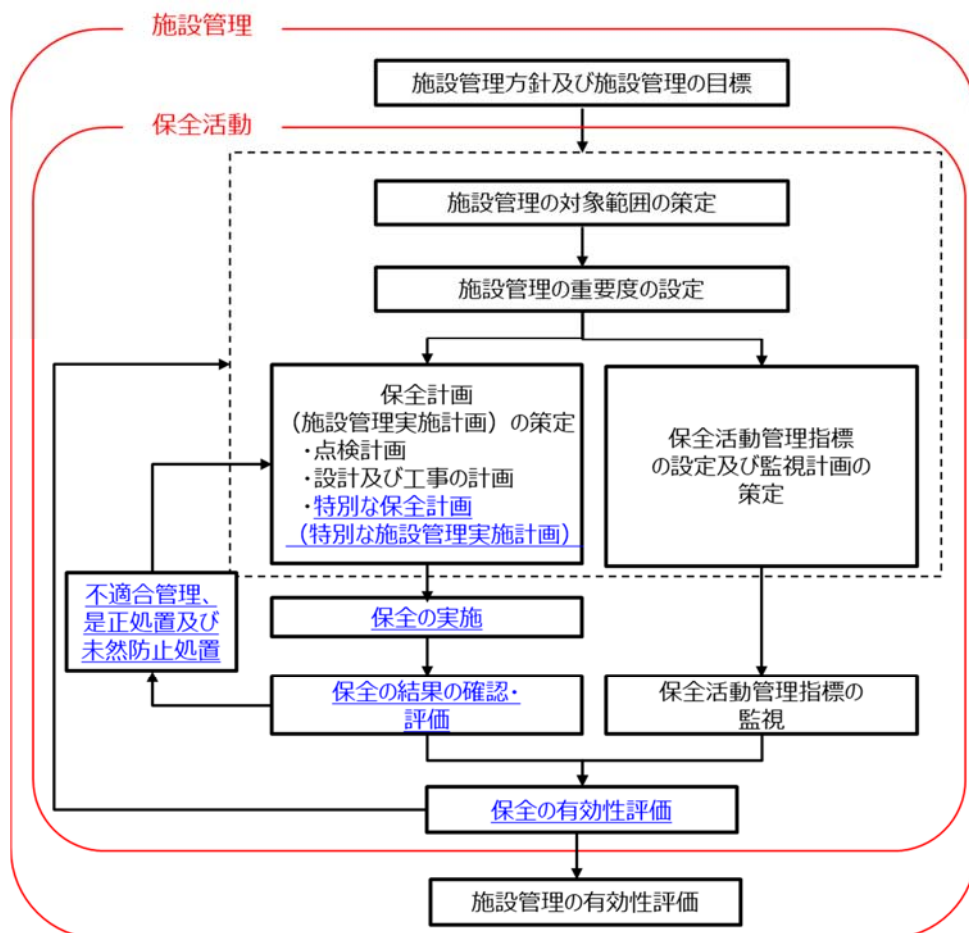 施設管理
施設管理方針及び施設管理の目標
保全活動
施設管理の対象範囲の策定
施設管理の重要度の設定
保全計画
（施設管理実施計画）の策定
・点検計画
・設計及び工事の計画
・特別な保全計画
（特別な施設管理実施計画）
保全活動管理指標
の設定及び監視計画の
策定
不適合管理、
是正処置及び
未然防止処置
保全の実施
保全の結果の確認・
評価
保全活動管理指標の
監視
保全の有効性評価
施設管理の有効性評価